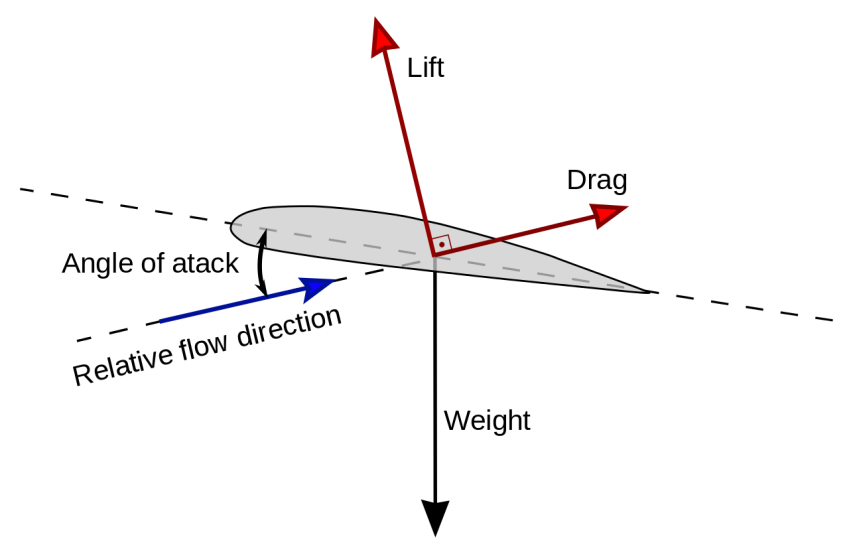 Lift
Drag
Angle of atack
Relative flow direction
Weight